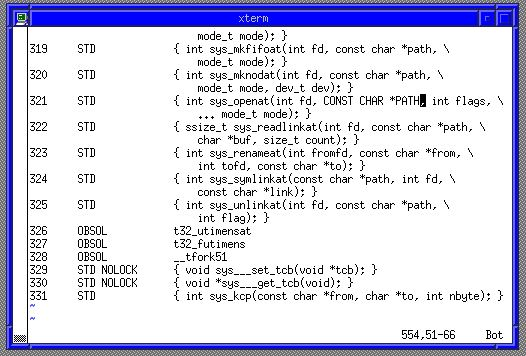 xterm
mode_t mode); }
319 STD { int sys_mkfifoat(int fd, const char *path, \
mode_t mode); }
320 STD { int sys_mknodat(int fd, const char *path, \
mode_t mode, dev_t dev); }
321 STD { int sys_openat(int fd, CONST CHAR *PATH, int flags, \
... mode_t mode); }
322 STD { ssize_t sys_readlinkat(int fd, const char *path, \
char *buf, size_t count); }
323 STD { int sys_renameat(int fromfd, const char *from, \
int tofd, const char *to); }
324 STD { int sys_symlinkat(const char *path, int fd, \
const char *link); }
325 STD { int sys_unlinkat(int fd, const char *path, \
int flag); }
326 OBSOL t32_utimensat
327 OBSOL t32_futimens
328 OBSOL __tfork51
329 STD NOLOCK { void sys___set_tcb(void *tcb); }
330 STD NOLOCK { void *sys___get_tcb(void); }
331 STD { int sys_kcp(const char *from, char *to, int nbyte); }
~
~
554,51-66 Bot